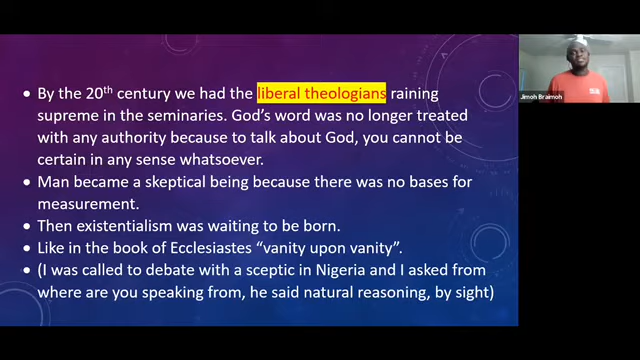 • By the 20th century we had the liberal theologians raining
supreme in the seminaries. God's word was no longer treated
with any authority because to talk about God, you cannot be
certain in any sense whatsoever.
• Man became a skeptical being because there was no bases for
measurement.
• Then existentialism was waiting to be born.
• Like in the book of Ecclesiastes “vanity upon vanity”.
• (I was called to debate with a sceptic in Nigeria and I asked from
where are you speaking from, he said natural reasoning, by sight)
Jimoh Braimoh